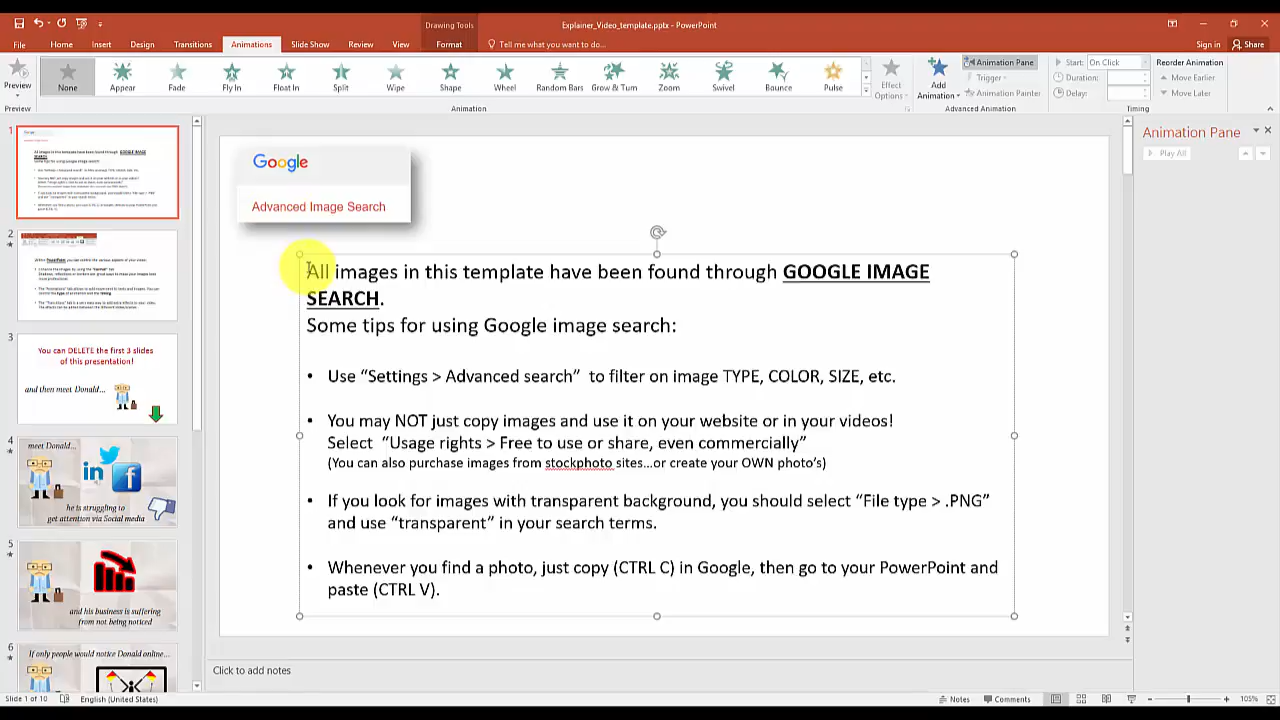 Drawing Tools
Explainer_Video_template.pptx - PowerPoint
File Home Insert Design Transitions Animations Slide Show Review View Format Tell me what you want to do...
Sign in Share
Preview
None Appear Fade Fly In Float In Split Wipe Shape Wheel Random Bars Grow & Turn Zoom Swivel Bounce Pulse
Effect Options
Add Animation
Animation Pane
Trigger
Animation Painter
Start: On Click
Duration:
Delay:
Reorder Animation
Move Earlier
Move Later
Preview
Animation
Advanced Animation
Timing
1
2
3
You can DELETE the first 3 slides
of this presentation!
and then meet Donald...
4
meet Donald...
in
f
he is struggling to
get attention via Social media
5
and his business is suffering
from not being noticed
6
If only people would notice Donald online...
Google
Advanced Image Search
All images in this template have been found through GOOGLE IMAGE
SEARCH.
Some tips for using Google image search:
• Use “Settings > Advanced search” to filter on image TYPE, COLOR, SIZE, etc.
• You may NOT just copy images and use it on your website or in your videos!
Select “Usage rights > Free to use or share, even commercially”
(You can also purchase images from stockphoto sites...or create your OWN photo’s)
• If you look for images with transparent background, you should select “File type > .PNG”
and use “transparent” in your search terms.
• Whenever you find a photo, just copy (CTRL C) in Google, then go to your PowerPoint and
paste (CTRL V).
Animation Pane
Play All
Click to add notes
Slide 1 of 10 English (United States) Notes Comments 105%